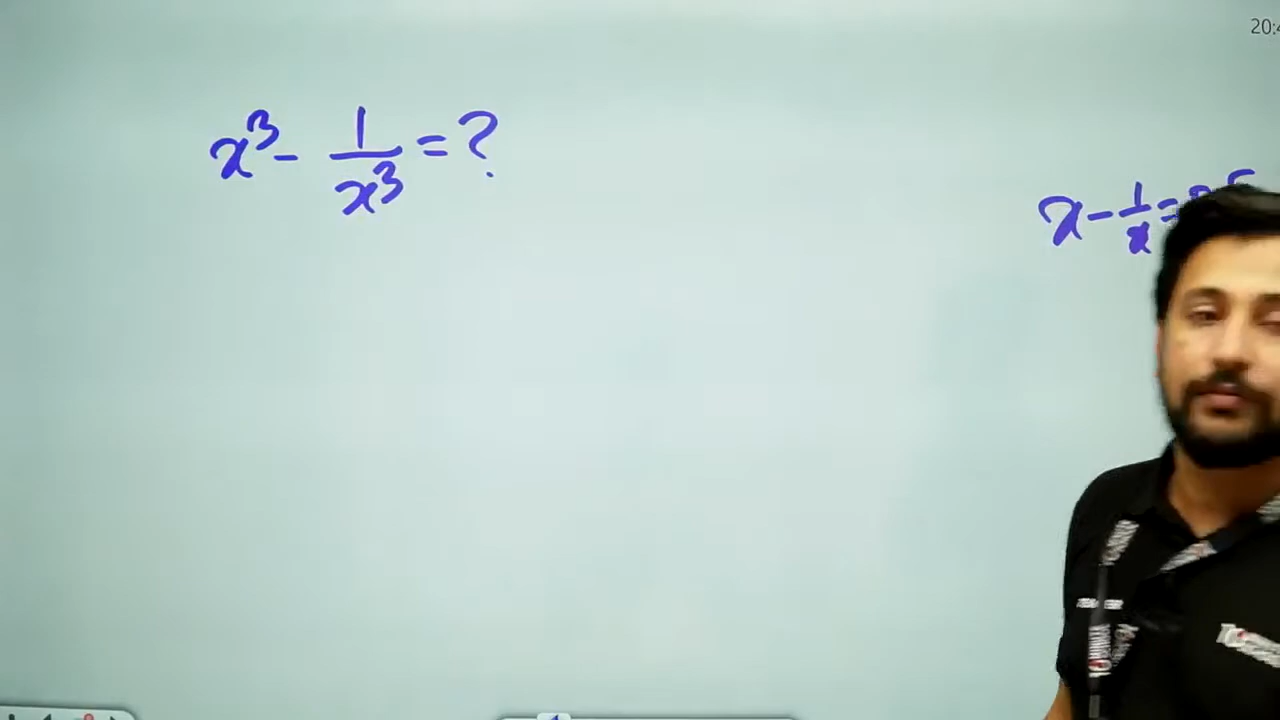 20:4
x³ - 1/x³ = ?
x - 1/x =